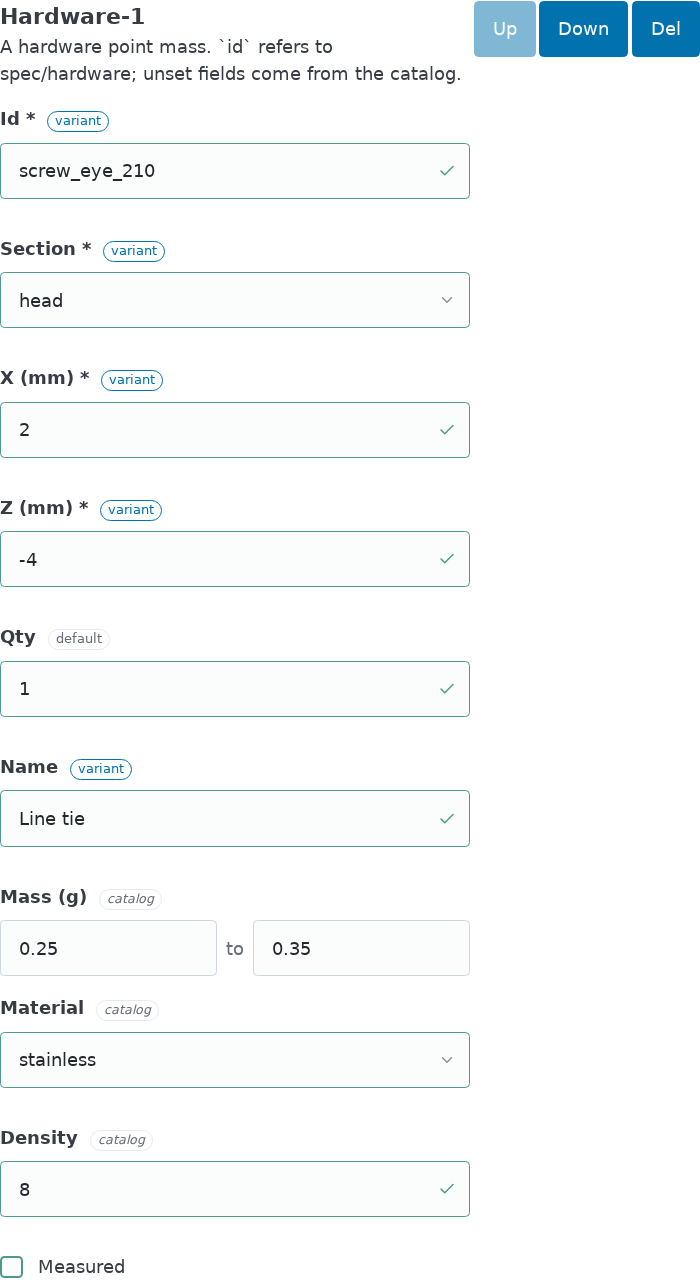 Hardware-1
Up Down Del
A hardware point mass. `id` refers to
spec/hardware; unset fields come from the catalog.
Id * variant
screw_eye_210
Section * variant
head
X (mm) * variant
2
Z (mm) * variant
-4
Qty default
1
Name variant
Line tie
Mass (g) catalog
0.25 to 0.35
Material catalog
stainless
Density catalog
8
Measured